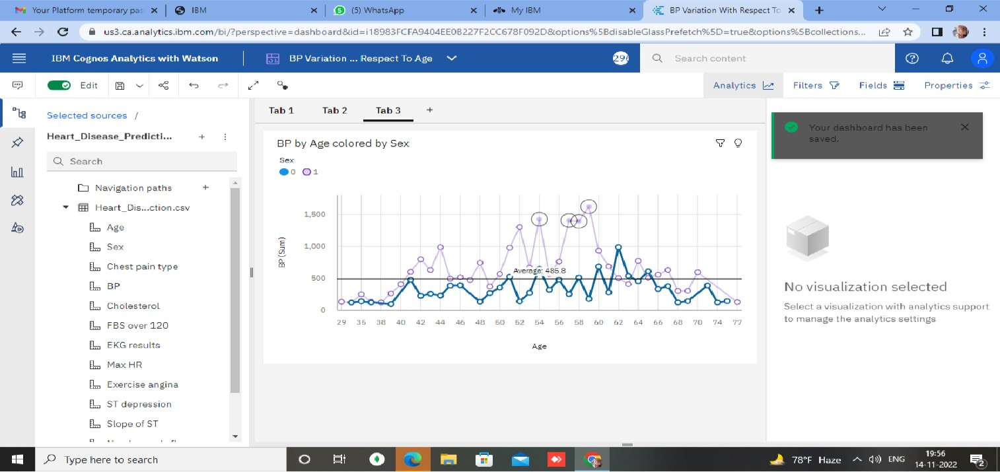 Your Platform temporary pas
IBM
(5) WhatsApp
My IBM
BP Variation With Respect To
us3.ca.analytics.ibm.com/bi/?perspective=dashboard&id=i18983FCFA9404EE0B227F2CC678F092D&options%5BdisableGlassPrefetch%5D=true&options%5Bcollections...
IBM Cognos Analytics with Watson
BP Variation ... Respect To Age
296
Search content
Edit
Analytics
Filters
Fields
Properties
Selected sources /
Heart_Disease_Predicti...
Search
Navigation paths
Heart_Dis...ction.csv
Age
Sex
Chest pain type
BP
Cholesterol
FBS over 120
EKG results
Max HR
Exercise angina
ST depression
Slope of ST
Tab 1
Tab 2
Tab 3
BP by Age colored by Sex
Sex
0 1
BP (Sum)
1,500
1,000
500
0
Average: 485.8
29 35 38 40 42 44 46 48 50 52 54 56 58 60 62 64 66 68 70 74 77
Age
Your dashboard has been
saved.
No visualization selected
Select a visualization with analytics support
to manage the analytics settings
Type here to search
78°F Haze
ENG
19:56
14-11-2022
2